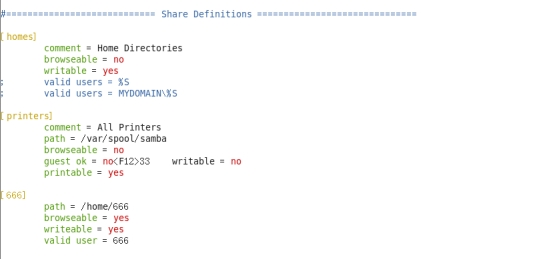 #============================ Share Definitions ==============================
[homes]
comment = Home Directories
browseable = no
writable = yes
; valid users = %S
; valid users = MYDOMAIN\%S
[printers]
comment = All Printers
path = /var/spool/samba
browseable = no
guest ok = no<F12>33 writable = no
printable = yes
[666]
path = /home/666
browseable = yes
writeable = yes
valid user = 666